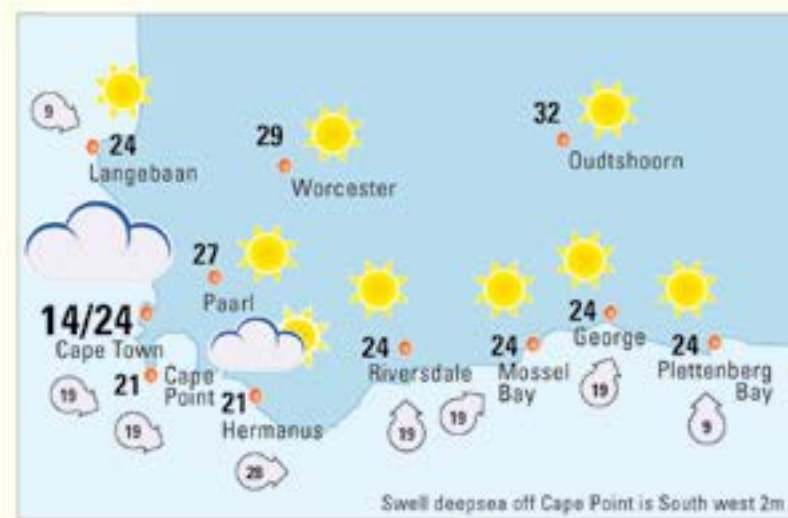 9
24
Langebaan
29
Worcester
32
Oudtshoorn
27
Paarl
14/24
Cape Town
19
21
Cape
Point
19
21
Hermanus
28
24
Riversdale
19
24
Mossel
Bay
19
24
George
19
24
Plettenberg
Bay
9
Swell deepsea off Cape Point is South west 2m